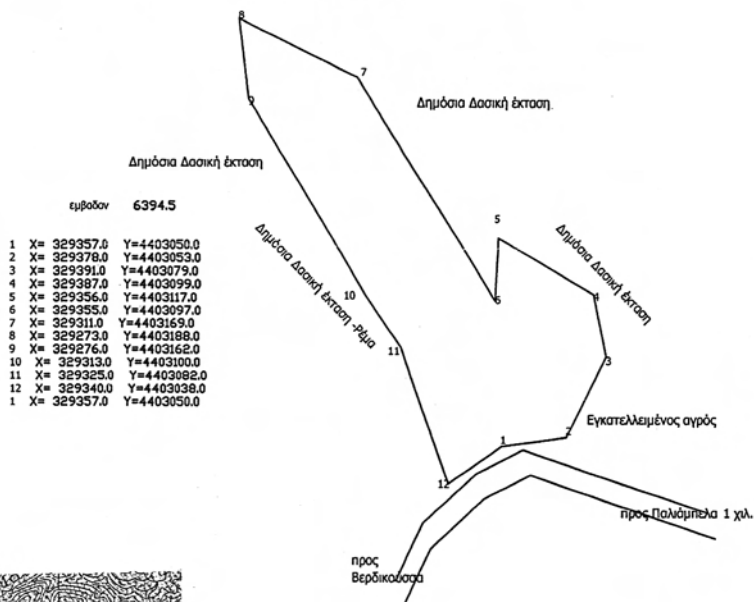 8
7
Δημόσια Δασική έκταση.
9
Δημόσια Δασική έκταση
εμβαδον 6394.5
5
Δημόσια Δασική έκταση
1 X= 329357.0 Y=4403050.0
2 X= 329378.0 Y=4403053.0
3 X= 329391.0 Y=4403079.0
4 X= 329387.0 Y=4403099.0
5 X= 329356.0 Y=4403117.0
6 X= 329355.0 Y=4403097.0
7 X= 329311.0 Y=4403169.0
8 X= 329273.0 Y=4403188.0
9 X= 329276.0 Y=4403162.0
10 X= 329313.0 Y=4403100.0
11 X= 329325.0 Y=4403082.0
12 X= 329340.0 Y=4403038.0
1 X= 329357.0 Y=4403050.0
Δημόσια Δασική έκταση -Ρέμα
10
6
4
11
3
Εγκατελλειμένος αγρός
2
1
12
προς Παλιάμπελα 1 χιλ.
προς
Βερδικούσσα